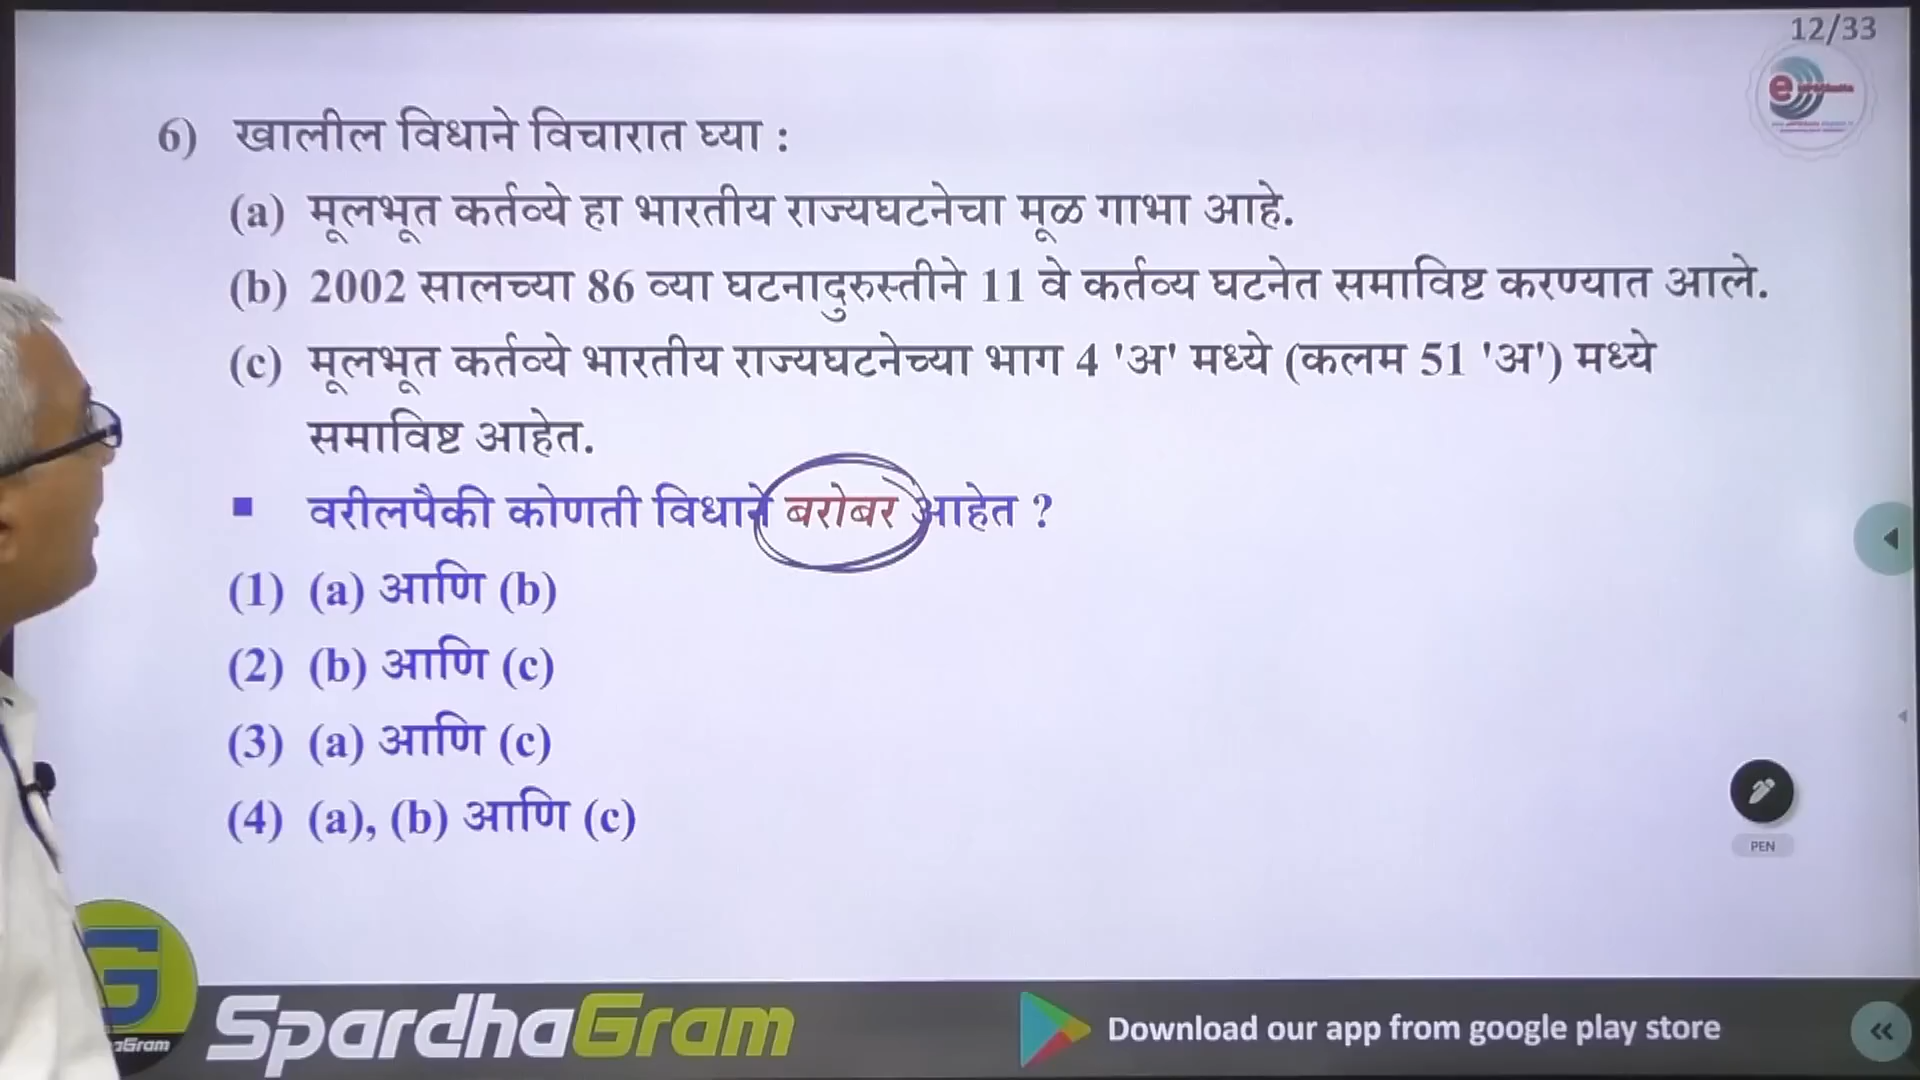 12/33
6) खालील विधाने विचारात घ्या :
(a) मूलभूत कर्तव्ये हा भारतीय राज्यघटनेचा मूळ गाभा आहे.
(b) 2002 सालच्या 86 व्या घटनादुरुस्तीने 11 वे कर्तव्य घटनेत समाविष्ट करण्यात आले.
(c) मूलभूत कर्तव्ये भारतीय राज्यघटनेच्या भाग 4 'अ' मध्ये (कलम 51 'अ') मध्ये
समाविष्ट आहेत.
▪ वरीलपैकी कोणती विधाने बरोबर आहेत ?
(1) (a) आणि (b)
(2) (b) आणि (c)
(3) (a) आणि (c)
(4) (a), (b) आणि (c)
PEN
SpardhaGram
Download our app from google play store